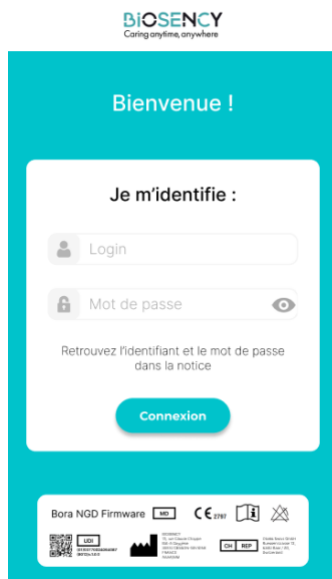 BIOSENCY
Caring anytime, anywhere
Bienvenue !
Je m'identifie :
Login
Mot de passe
Retrouvez l'identifiant et le mot de passe
dans la notice
Connexion
Bora NGD Firmware MD CE 2797
UDI
CH REP